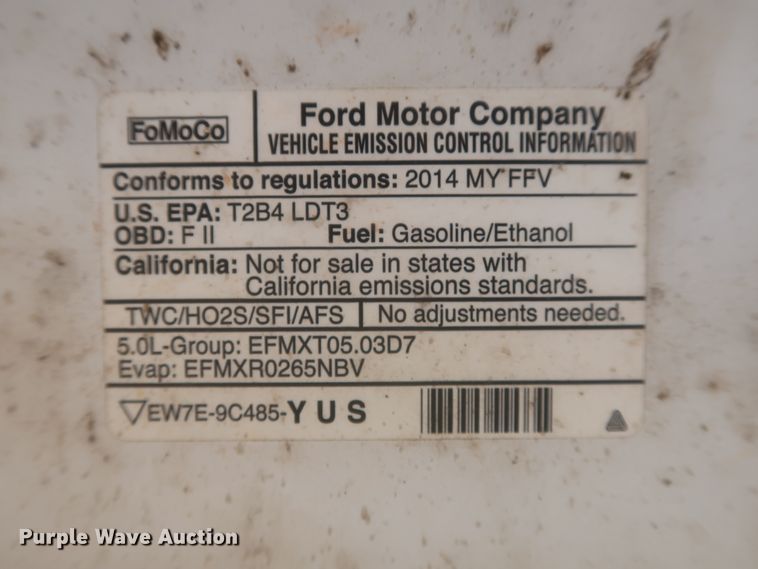 FoMoCo
Ford Motor Company
VEHICLE EMISSION CONTROL INFORMATION
Conforms to regulations: 2014 MY FFV
U.S. EPA: T2B4 LDT3
OBD: F II Fuel: Gasoline/Ethanol
California: Not for sale in states with
California emissions standards.
TWC/HO2S/SFI/AFS No adjustments needed.
5.0L-Group: EFMXT05.03D7
Evap: EFMXR0265NBV
▽EW7E-9C485-Y U S
Purple Wave Auction